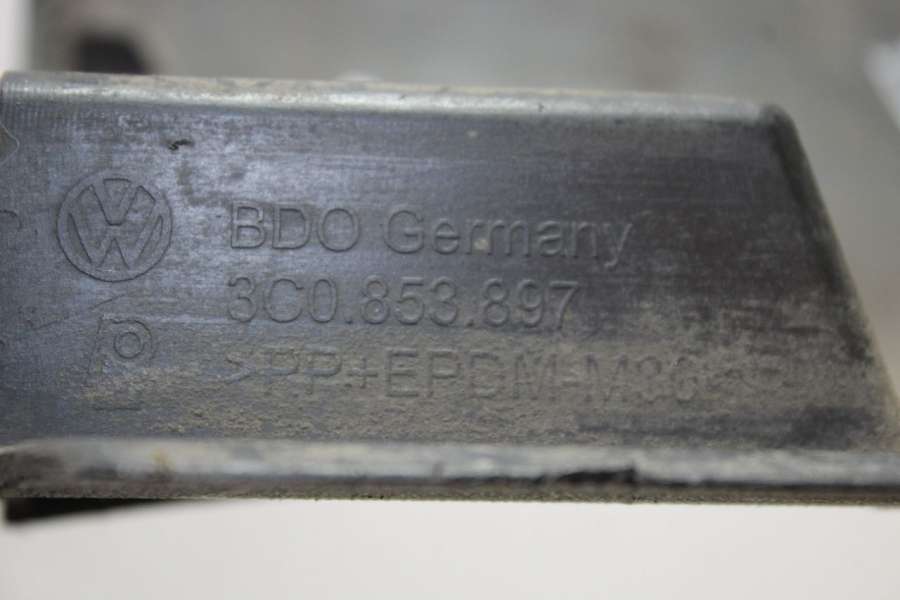 BDO Germany
3C0.853.897
>PP+EPDM-M30<